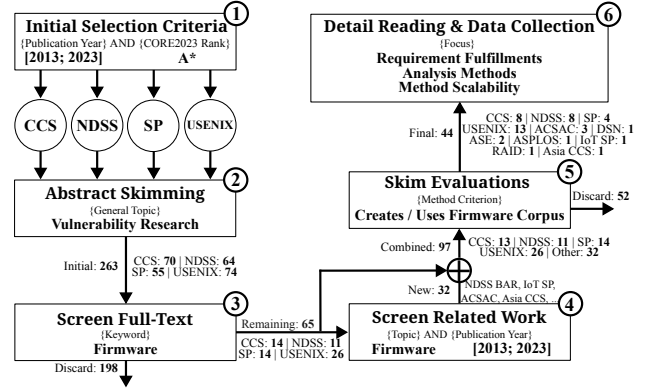 1
Initial Selection Criteria
{Publication Year} AND {CORE2023 Rank}
[2013; 2023] A*
CCS NDSS SP USENIX
2
Abstract Skimming
{General Topic}
Vulnerability Research
Initial: 263
CCS: 70 | NDSS: 64
SP: 55 | USENIX: 74
3
Screen Full-Text
{Keyword}
Firmware
Discard: 198
Remaining: 65
CCS: 14 | NDSS: 11
SP: 14 | USENIX: 26
4
Screen Related Work
{Topic} AND {Publication Year}
Firmware [2013; 2023]
New: 32
NDSS BAR, IoT SP,
ACSAC, Asia CCS, ...
Combined: 97
CCS: 13 | NDSS: 11 | SP: 14
USENIX: 26 | Other: 32
5
Skim Evaluations
{Method Criterion}
Creates / Uses Firmware Corpus
Discard: 52
Final: 44
CCS: 8 | NDSS: 8 | SP: 4
USENIX: 13 | ACSAC: 3 | DSN: 1
ASE: 2 | ASPLOS: 1 | IoT SP: 1
RAID: 1 | Asia CCS: 1
6
Detail Reading & Data Collection
{Focus}
Requirement Fulfillments
Analysis Methods
Method Scalability